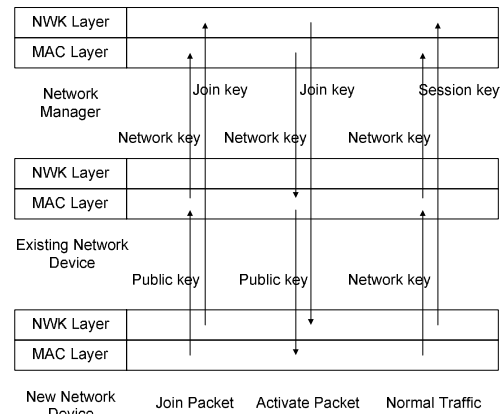 NWK Layer
MAC Layer
Network
Manager
Join key
Join key
Session key
Network key
Network key
Network key
NWK Layer
MAC Layer
Existing Network
Device
Public key
Public key
Network key
NWK Layer
MAC Layer
New Network
Device
Join Packet
Activate Packet
Normal Traffic